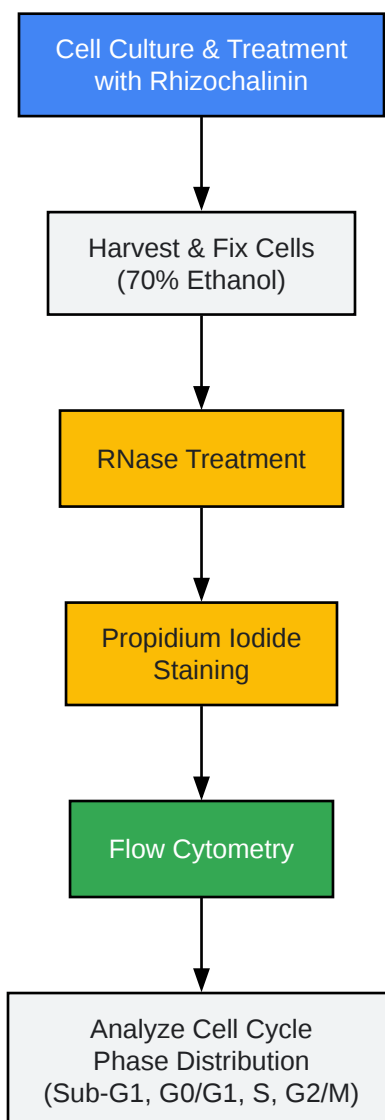 Cell Culture & Treatment
with Rhizochalinin
Harvest & Fix Cells
(70% Ethanol)
RNase Treatment
Propidium Iodide
Staining
Flow Cytometry
Analyze Cell Cycle
Phase Distribution
(Sub-G1, G0/G1, S, G2/M)